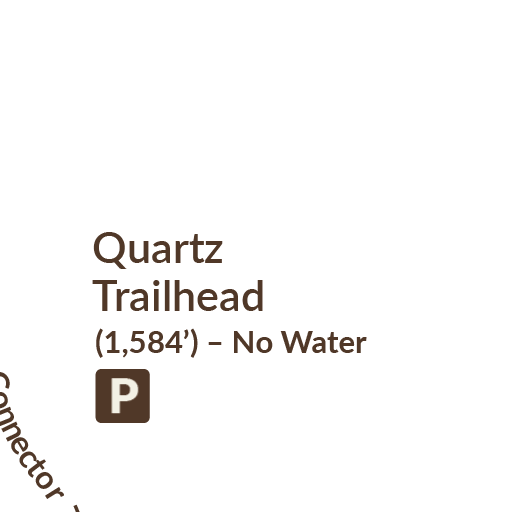 Quartz
Trailhead
(1,584’) – No Water
P
Connector